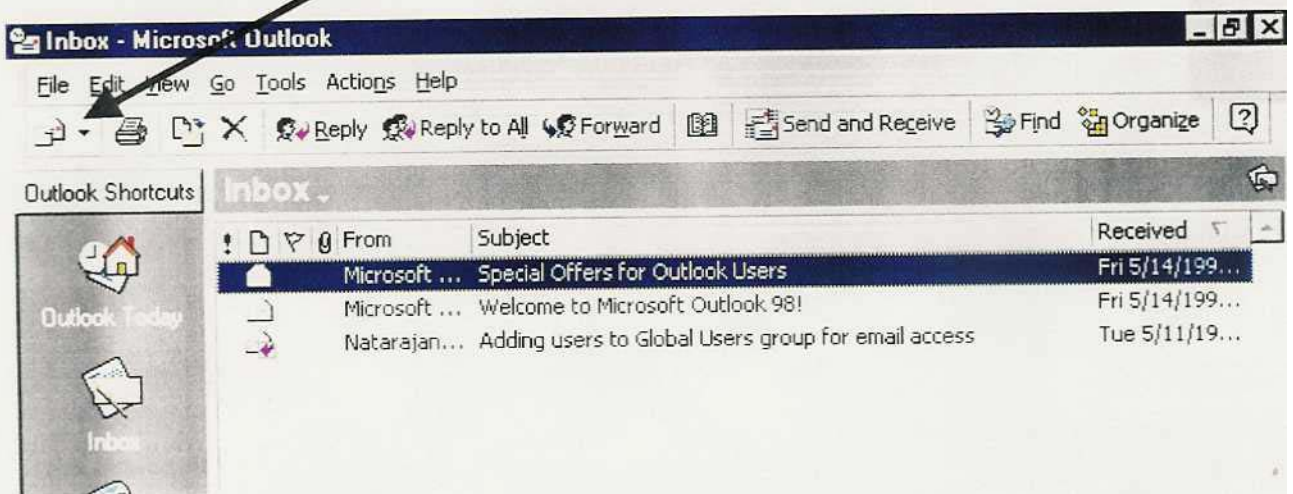 Inbox - Microsoft Outlook
File Edit View Go Tools Actions Help
Reply Reply to All Forward Send and Receive Find Organize
Outlook Shortcuts Inbox
! From Subject Received
Microsoft ... Special Offers for Outlook Users Fri 5/14/199...
Microsoft ... Welcome to Microsoft Outlook 98! Fri 5/14/199...
Natarajan... Adding users to Global Users group for email access Tue 5/11/19...
Outlook Today
Inbox